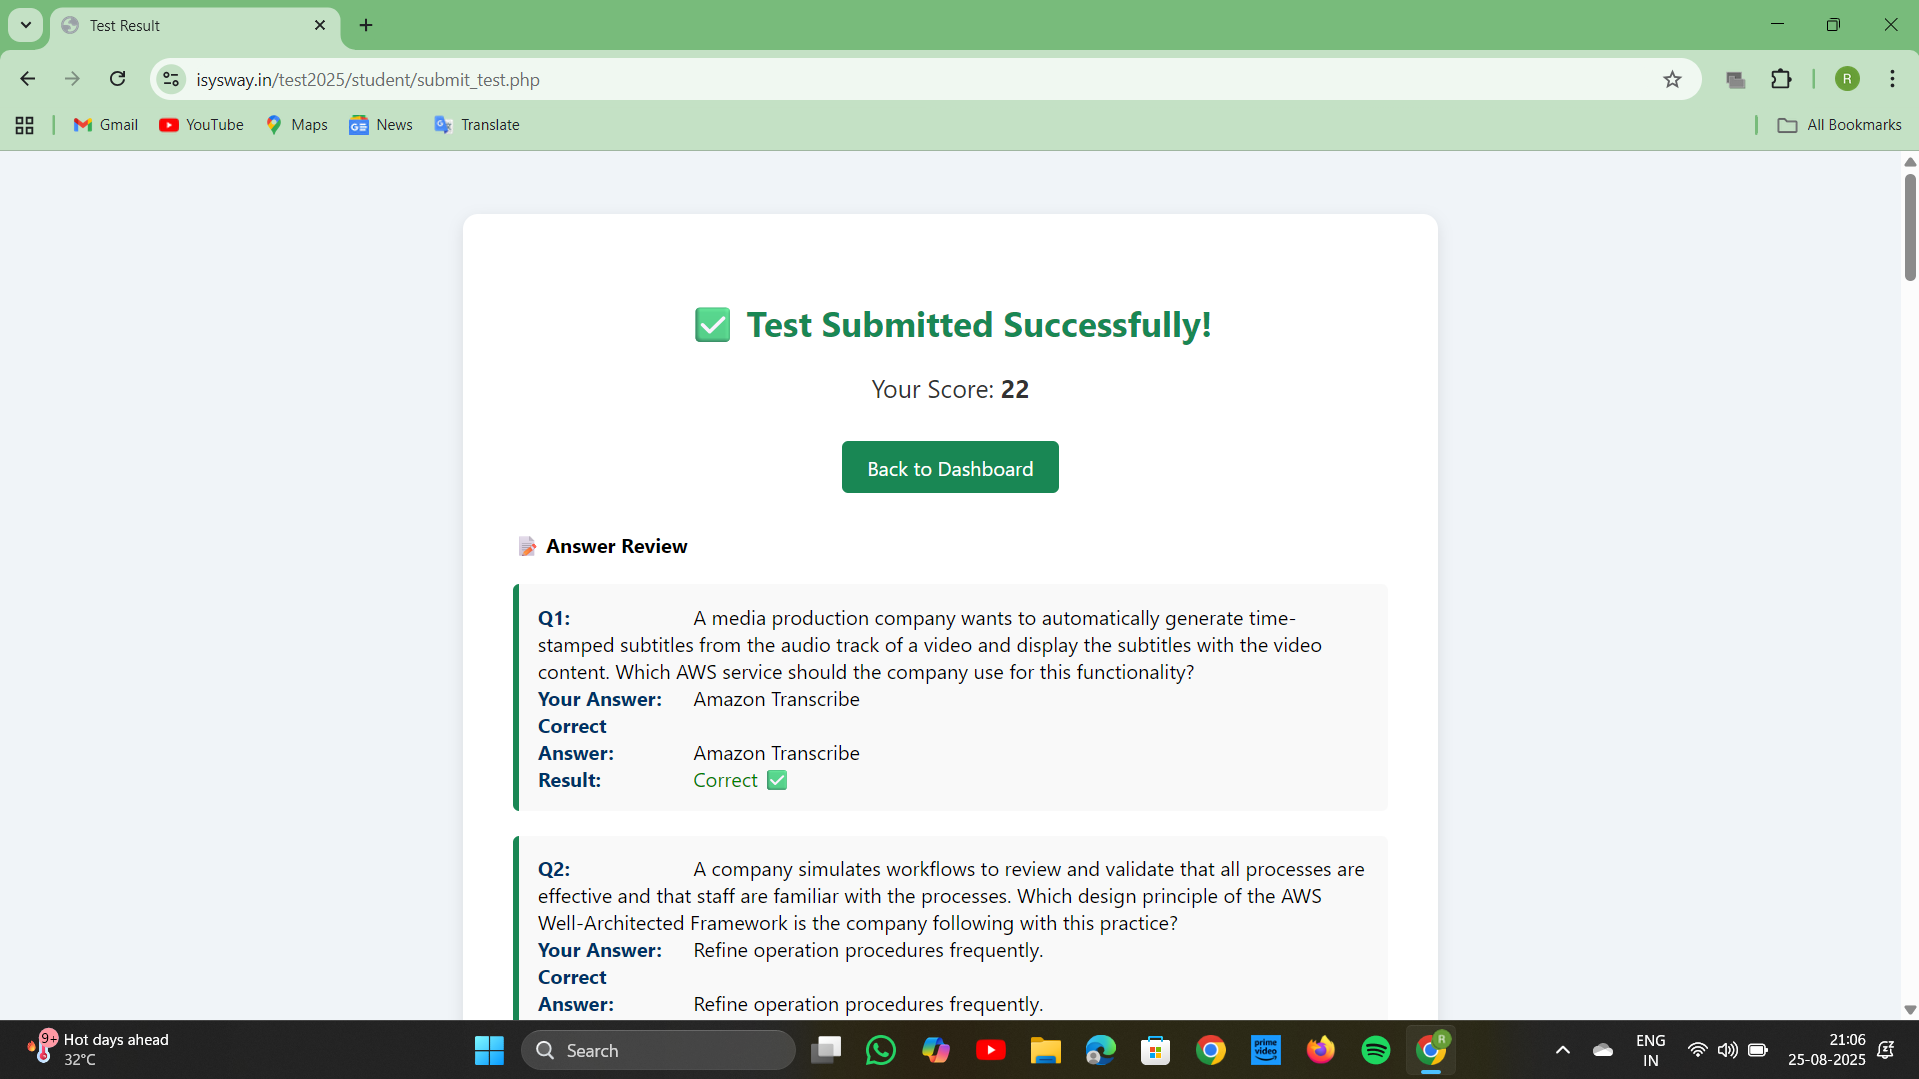 Test Result
isysway.in/test2025/student/submit_test.php
R
Gmail YouTube Maps News Translate All Bookmarks
Test Submitted Successfully!
Your Score: 22
Back to Dashboard
Answer Review
Q1: A media production company wants to automatically generate time-
stamped subtitles from the audio track of a video and display the subtitles with the video
content. Which AWS service should the company use for this functionality?
Your Answer: Amazon Transcribe
Correct
Answer: Amazon Transcribe
Result: Correct
Q2: A company simulates workflows to review and validate that all processes are
effective and that staff are familiar with the processes. Which design principle of the AWS
Well-Architected Framework is the company following with this practice?
Your Answer: Refine operation procedures frequently.
Correct
Answer: Refine operation procedures frequently.
9+ Hot days ahead
32°C
Search
prime video
R
ENG
IN
21:06
25-08-2025